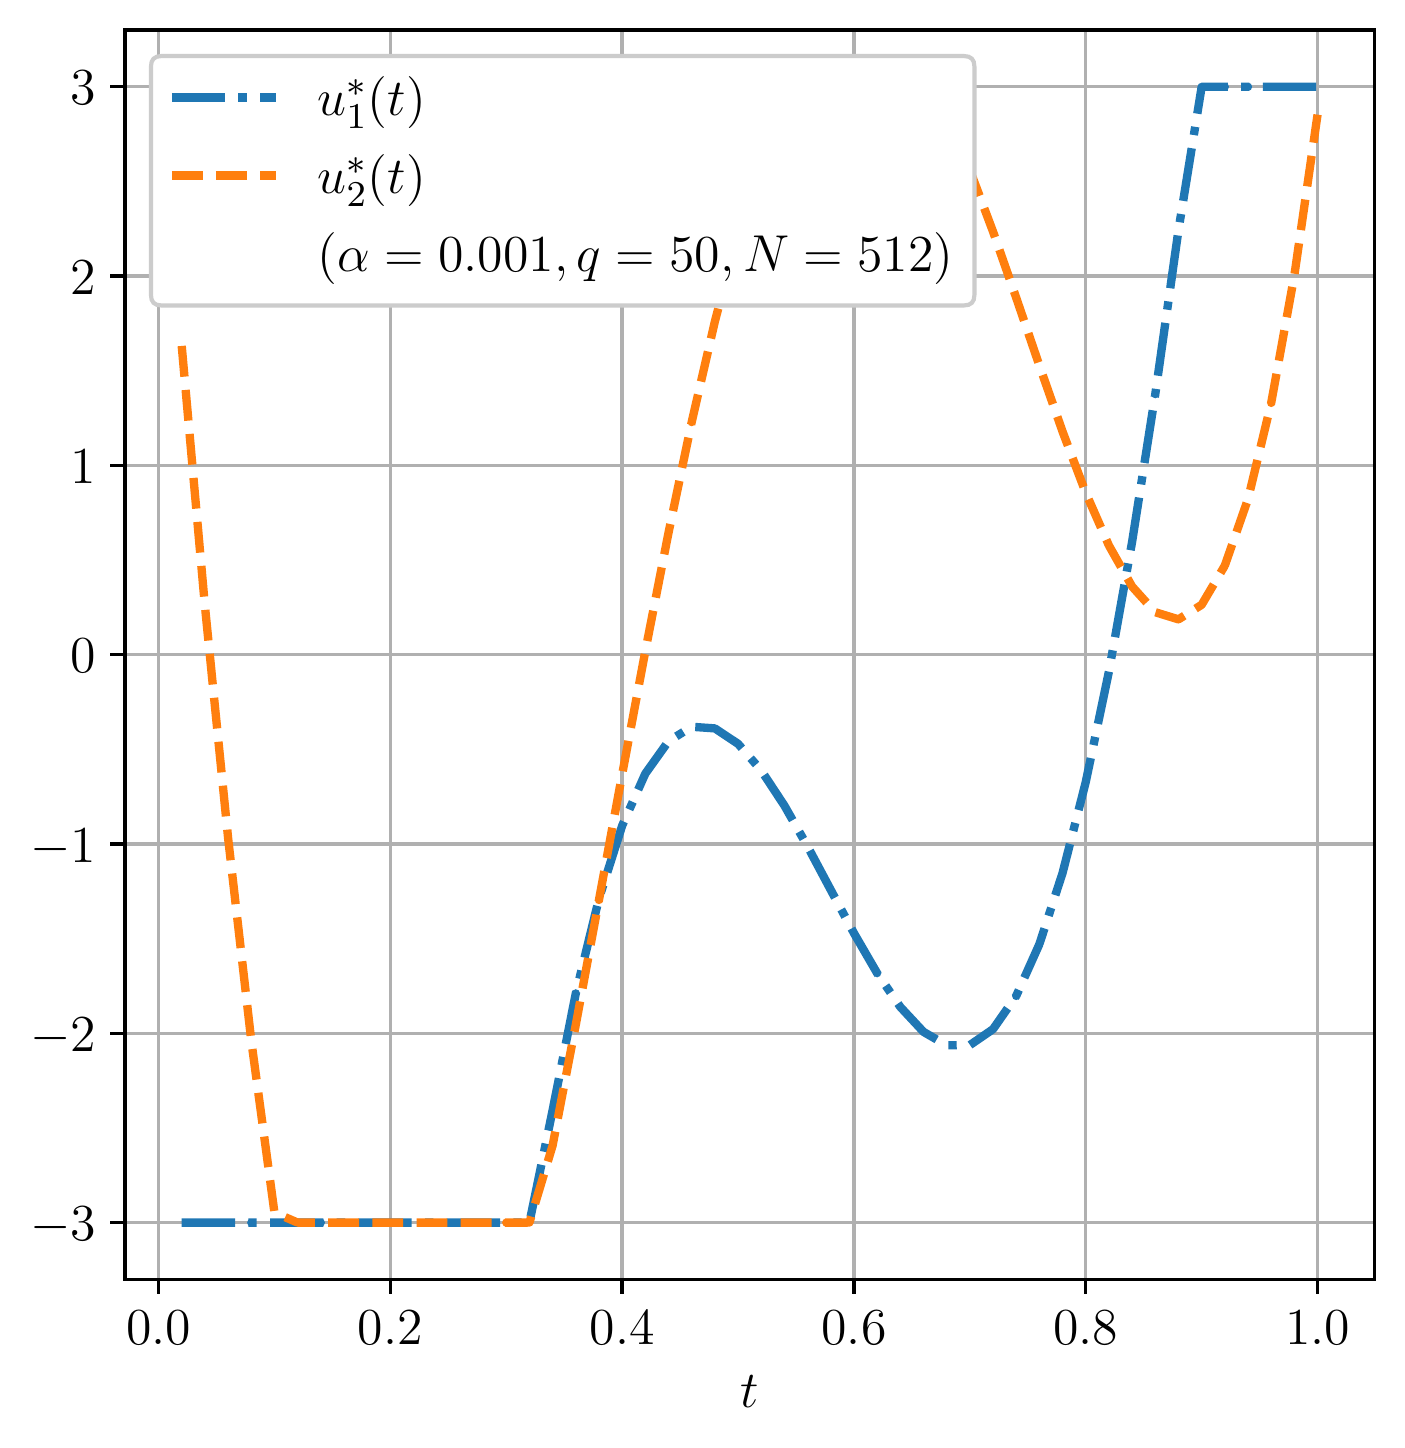 3
2
1
0
−1
−2
−3
u₁*(t)
u₂*(t)
(α = 0.001, q = 50, N = 512)
0.0 0.2 0.4 0.6 0.8 1.0
t